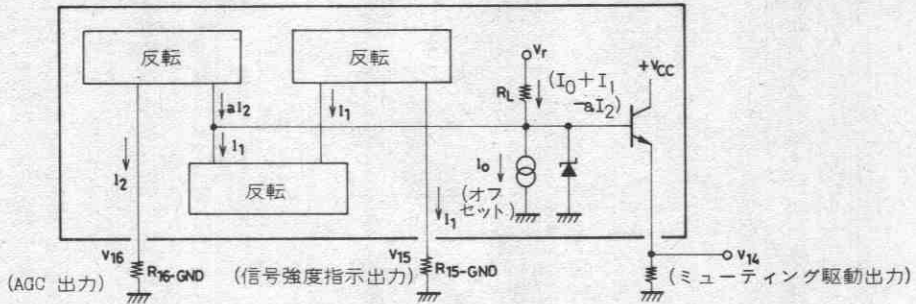 反転
反転
Vr
+VCC
RL
(I0+I1
-aI2)
aI2
I1
I1
I2
反転
I0
(オフ
セット)
I1
V16
R16-GND
(AGC 出力)
V15
R15-GND
(信号強度指示出力)
V14
(ミューティング駆動出力)